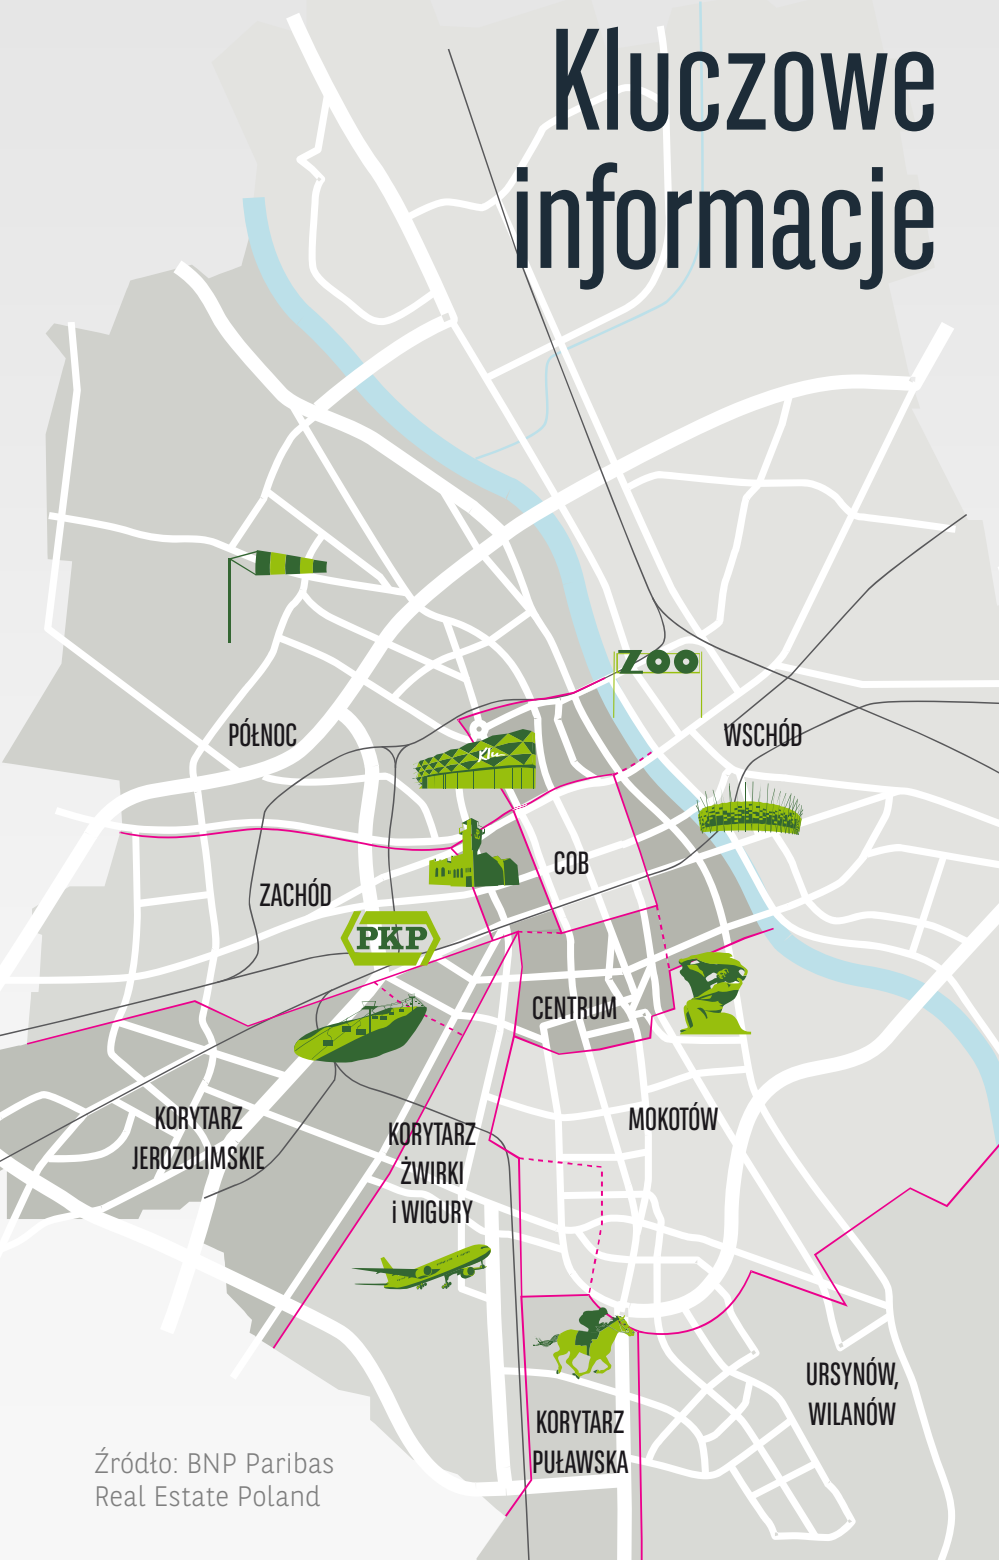 Kluczowe
informacje
ZOO
PÓŁNOC
WSCHÓD
COB
ZACHÓD
PKP
CENTRUM
KORYTARZ
JEROZOLIMSKIE
MOKOTÓW
KORYTARZ
ŻWIRKI
i WIGURY
URSYNÓW,
WILANÓW
KORYTARZ
PUŁAWSKA
Źródło: BNP Paribas
Real Estate Poland